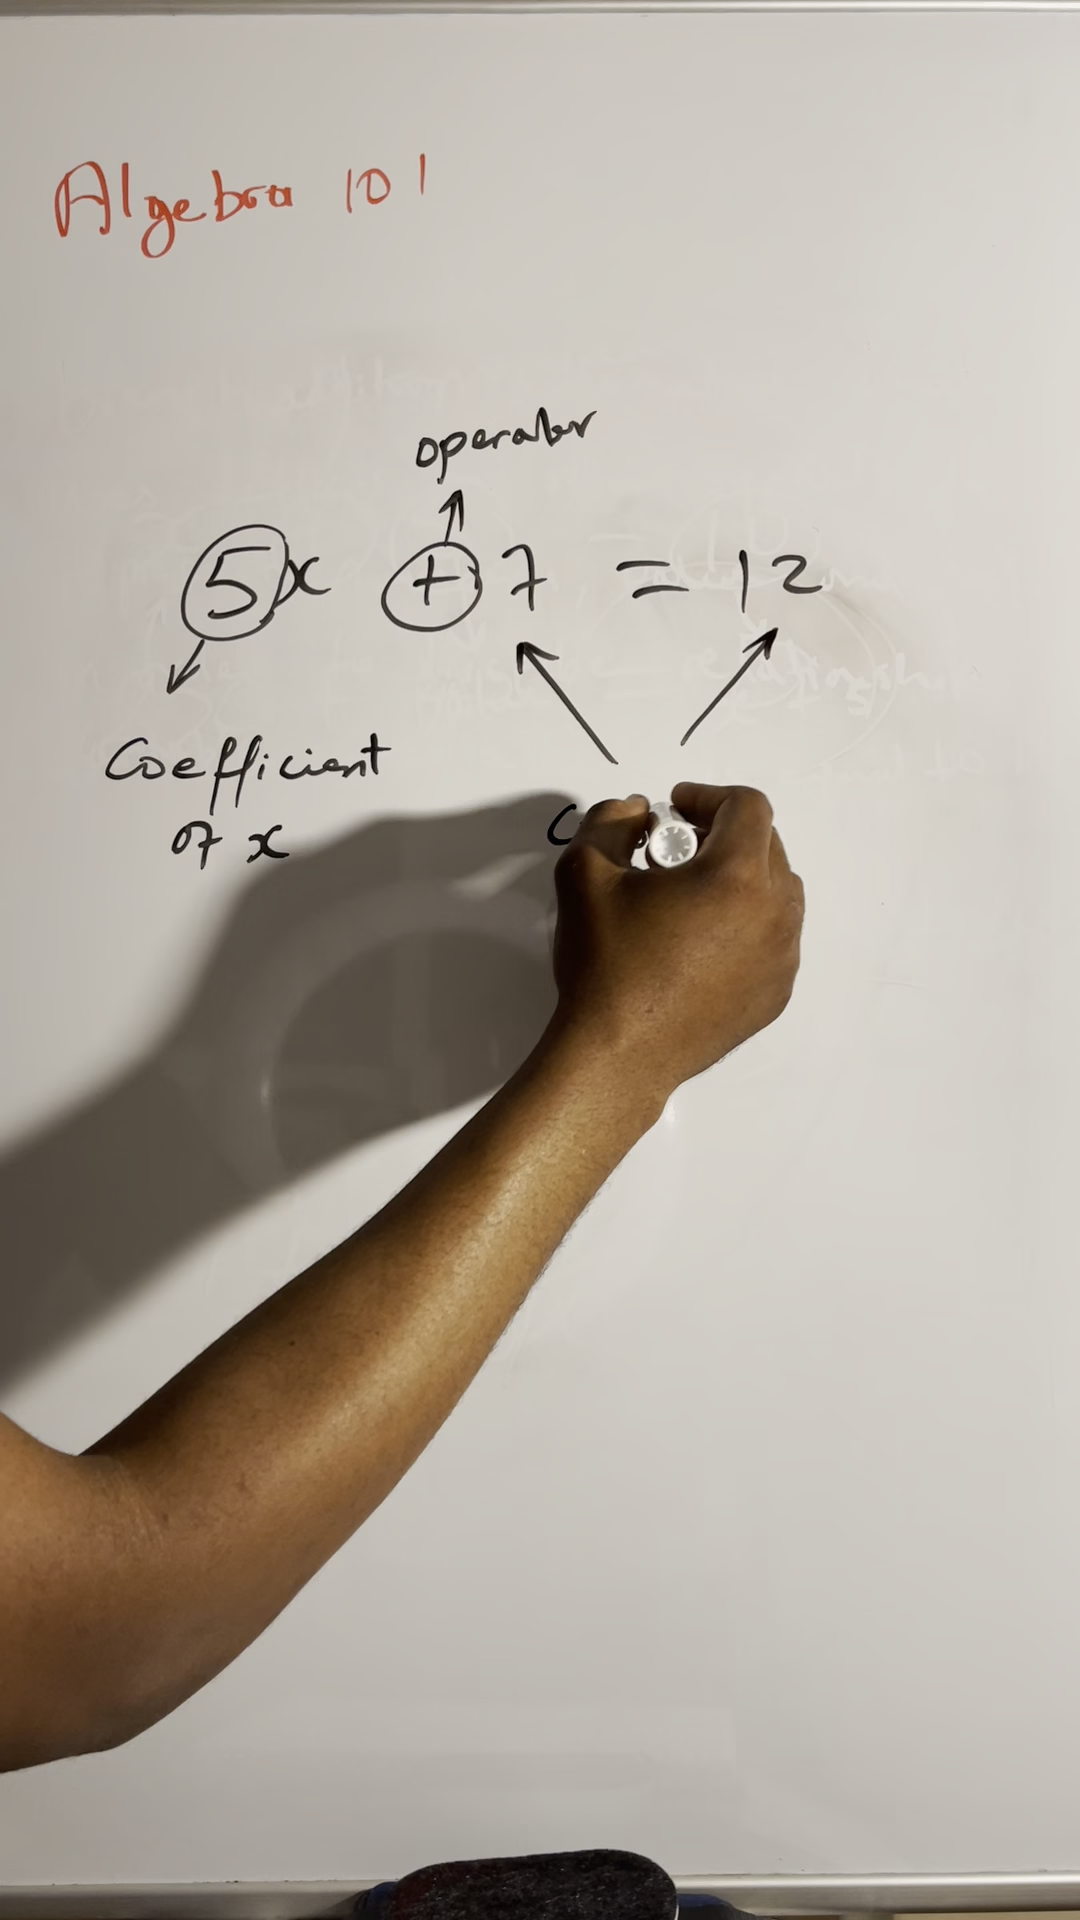 Algebra 101
operator
5x + 7 = 12
Coefficient
of x